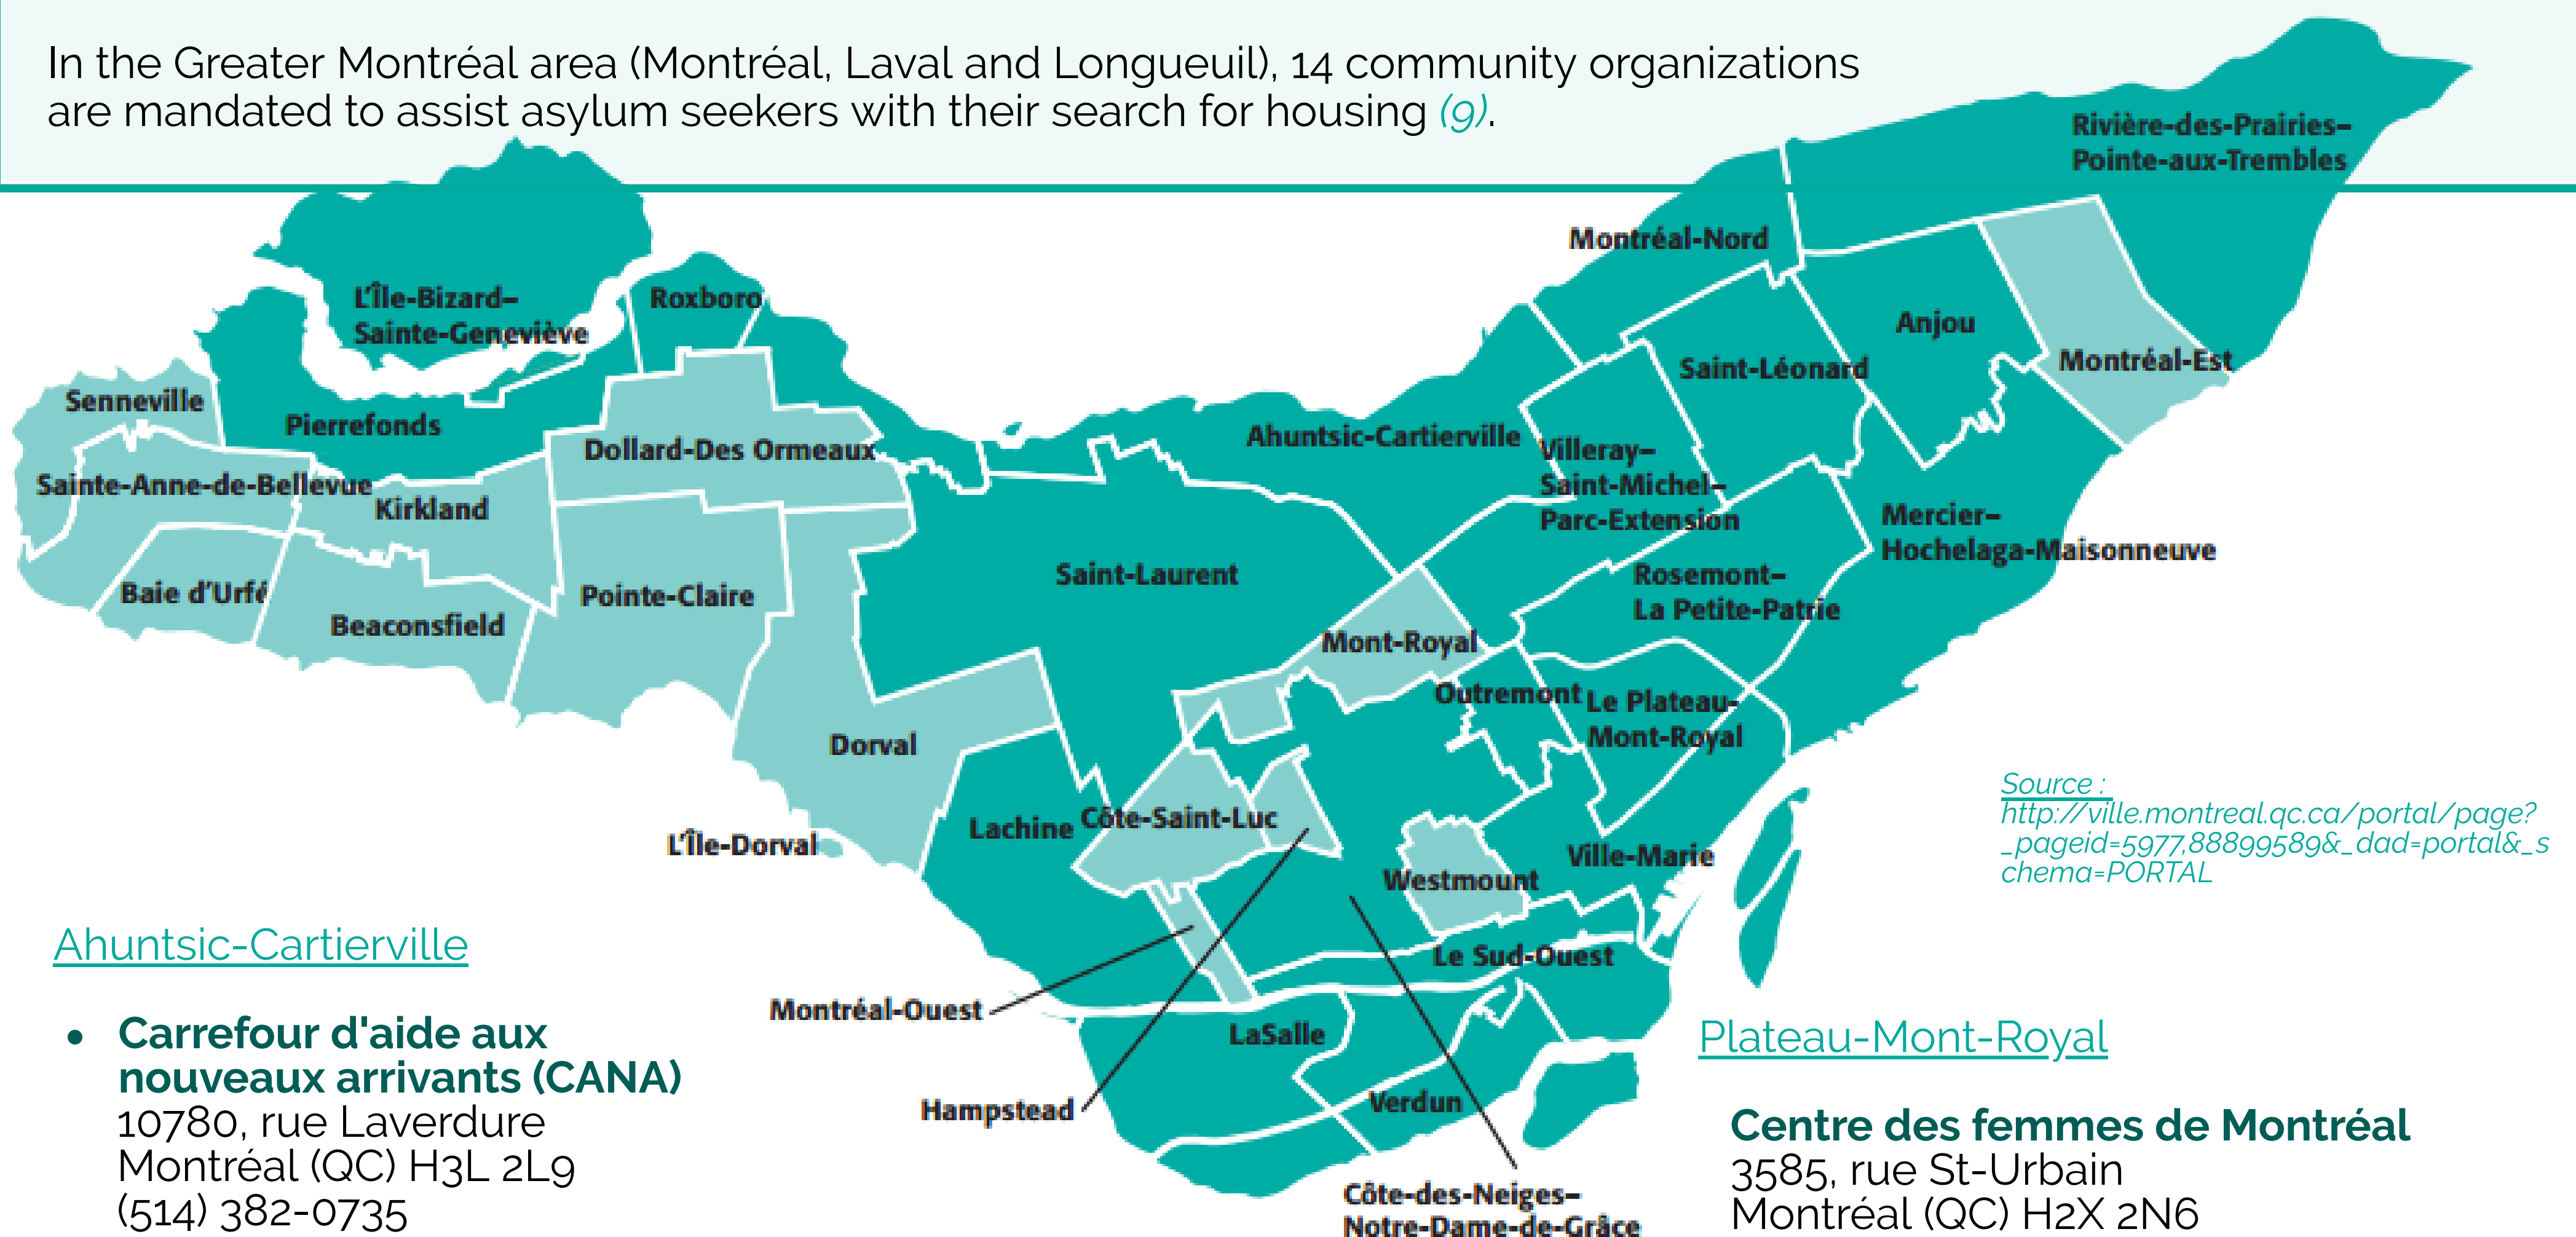 In the Greater Montréal area (Montréal, Laval and Longueuil), 14 community organizations
are mandated to assist asylum seekers with their search for housing (9).
Rivière-des-Prairies–
Pointe-aux-Trembles
Montréal-Nord
L'Île-Bizard–
Sainte-Geneviève
Roxboro
Anjou
Montréal-Est
Saint-Léonard
Senneville
Pierrefonds
Ahuntsic-Cartierville
Dollard-Des Ormeaux
Villeray–
Saint-Michel–
Parc-Extension
Sainte-Anne-de-Bellevue
Kirkland
Mercier–
Hochelaga-Maisonneuve
Saint-Laurent
Rosemont–
La Petite-Patrie
Baie d'Urfé
Beaconsfield
Pointe-Claire
Mont-Royal
Outremont
Le Plateau-
Mont-Royal
Dorval
Source :
http://ville.montreal.qc.ca/portal/page?
_pageid=5977,88899589&_dad=portal&_s
chema=PORTAL
Lachine
Côte-Saint-Luc
L'Île-Dorval
Ville-Marie
Westmount
Le Sud-Ouest
Montréal-Ouest
LaSalle
Hampstead
Verdun
Côte-des-Neiges–
Notre-Dame-de-Grâce
Ahuntsic-Cartierville
• Carrefour d'aide aux
nouveaux arrivants (CANA)
10780, rue Laverdure
Montréal (QC) H3L 2L9
(514) 382-0735
Plateau-Mont-Royal
Centre des femmes de Montréal
3585, rue St-Urbain
Montréal (QC) H2X 2N6